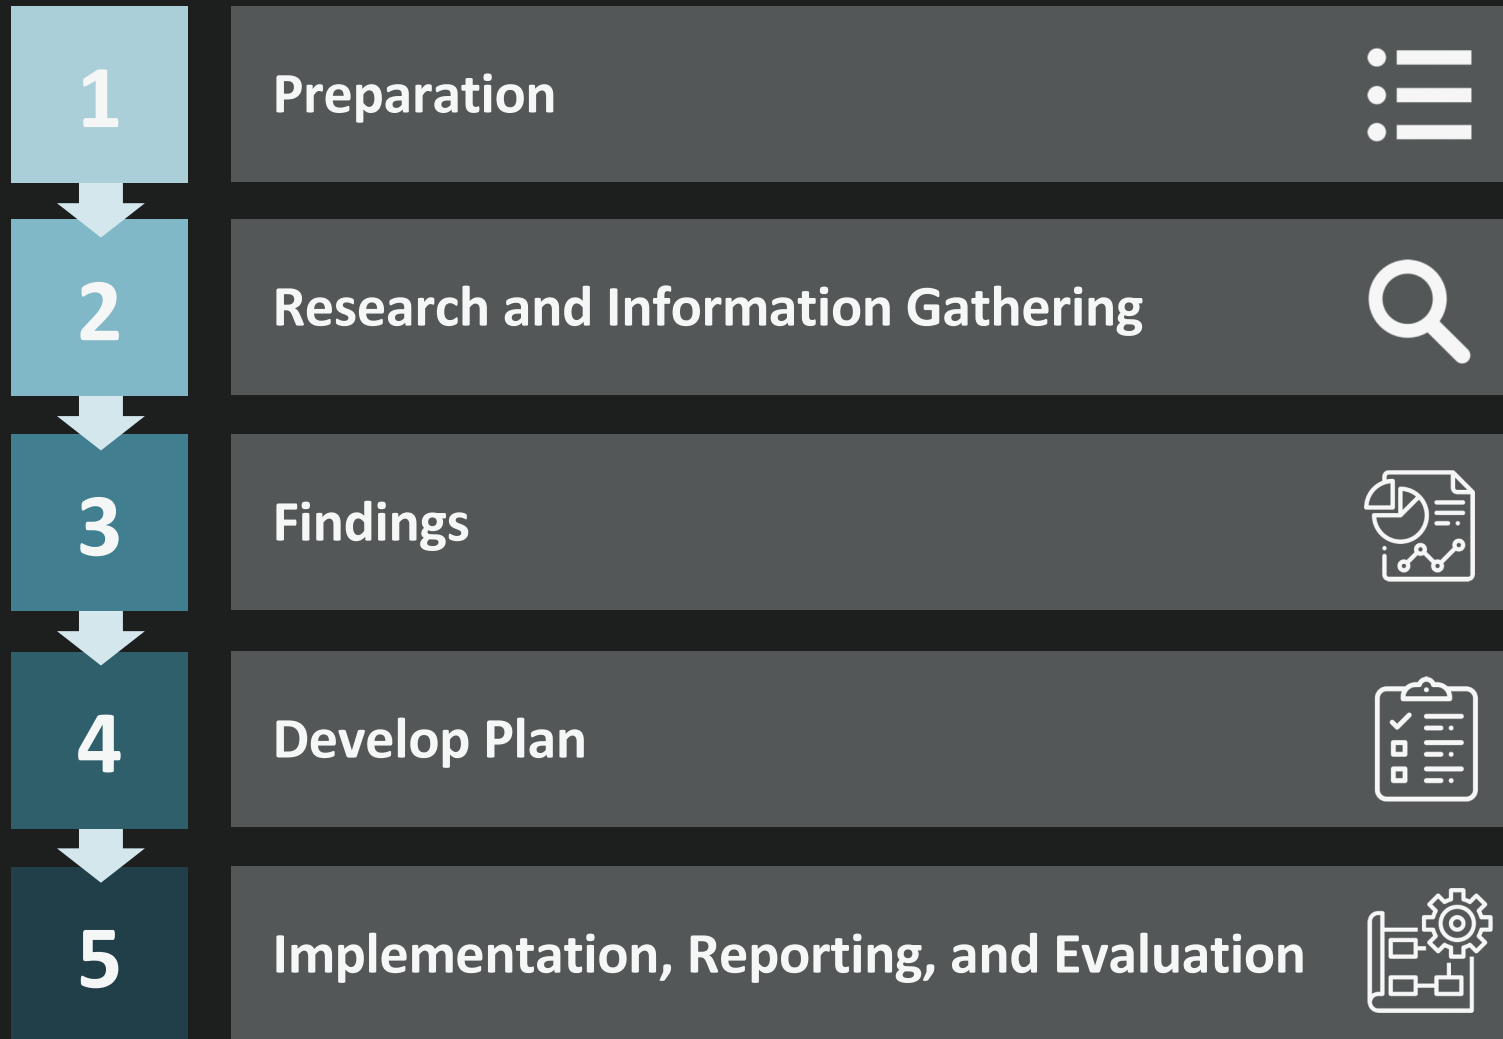 1
Preparation
2
Research and Information Gathering
3
Findings
4
Develop Plan
5
Implementation, Reporting, and Evaluation